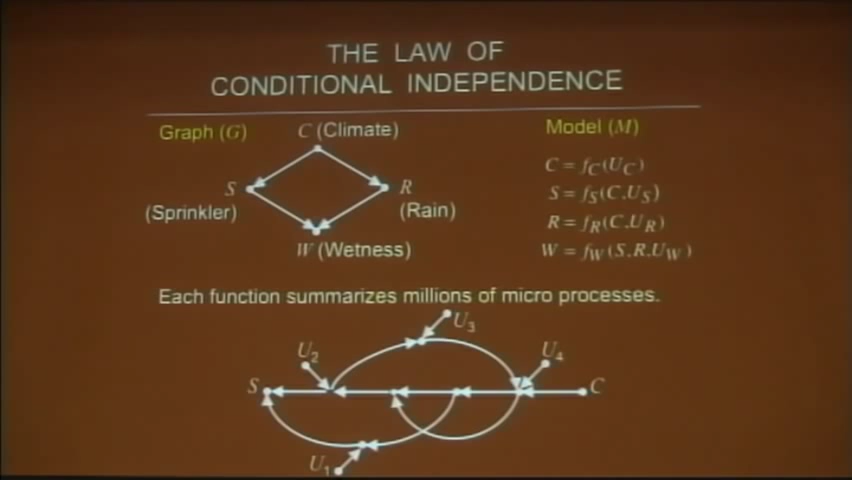 THE LAW OF
CONDITIONAL INDEPENDENCE
Graph (G)
C (Climate)
Model (M)
S
(Sprinkler)
R
(Rain)
W (Wetness)
C = f_C(U_C)
S = f_S(C,U_S)
R = f_R(C,U_R)
W = f_W(S,R,U_W)
Each function summarizes millions of micro processes.
U_3
U_2
U_4
S
C
U_1